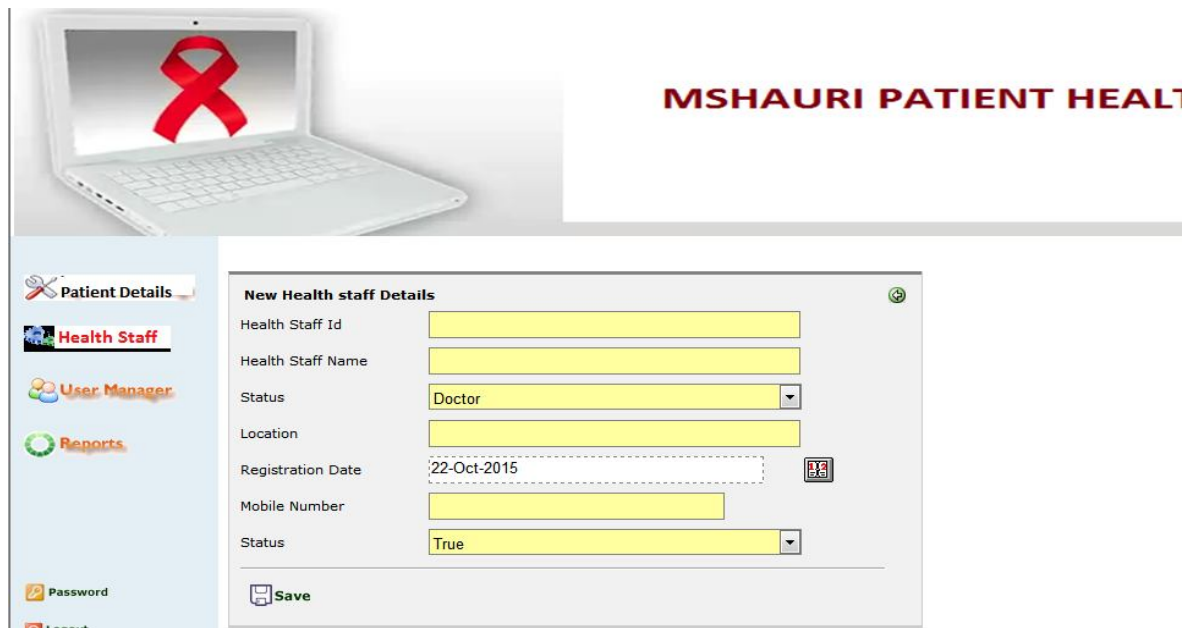 MSHAURI PATIENT HEALT
Patient Details
Health Staff
User Manager
Reports
Password
New Health staff Details
Health Staff Id
Health Staff Name
Status Doctor
Location
Registration Date 22-Oct-2015
Mobile Number
Status True
Save